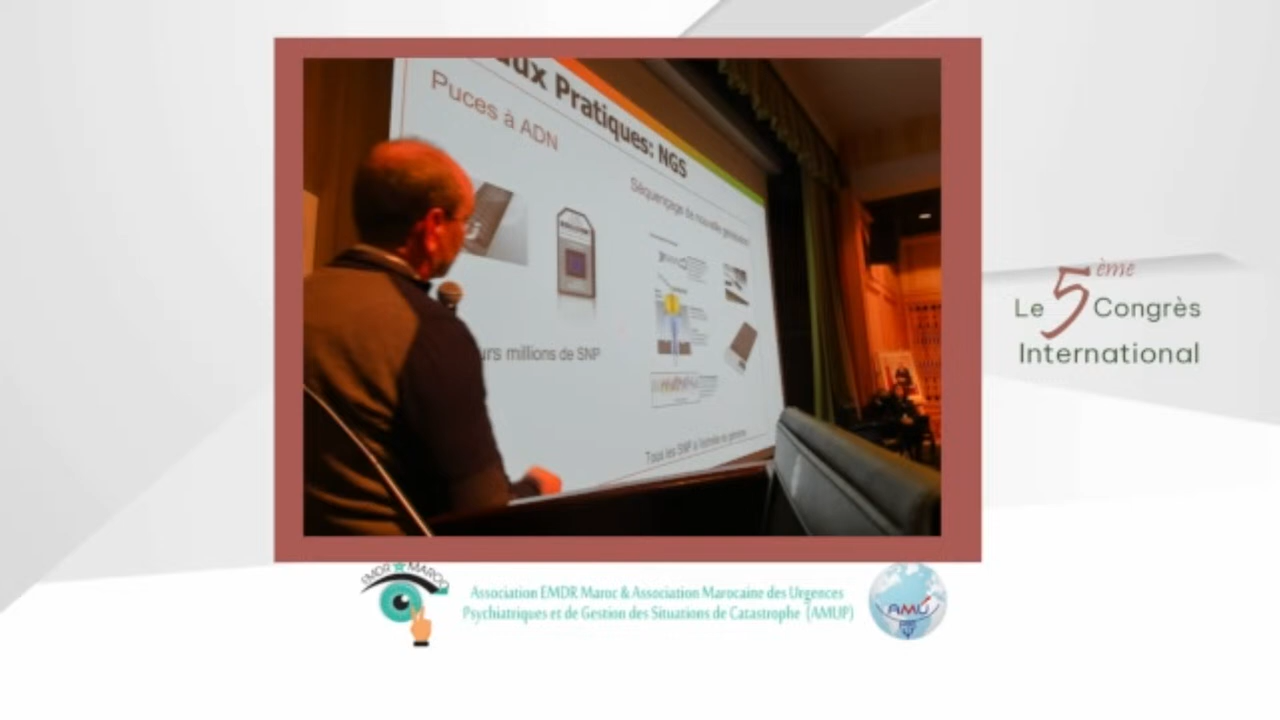 ux Pratiques: NGS
Puces à ADN
Séquençage de nouvelle génération
urs millions de SNP
Tous les SNP à l'échelle du génome
Le 5ème Congrès
International
EMDR MAROC
Association EMDR Maroc & Association Marocaine des Urgences
Psychiatriques et de Gestion des Situations de Catastrophe (AMUP)
AMU